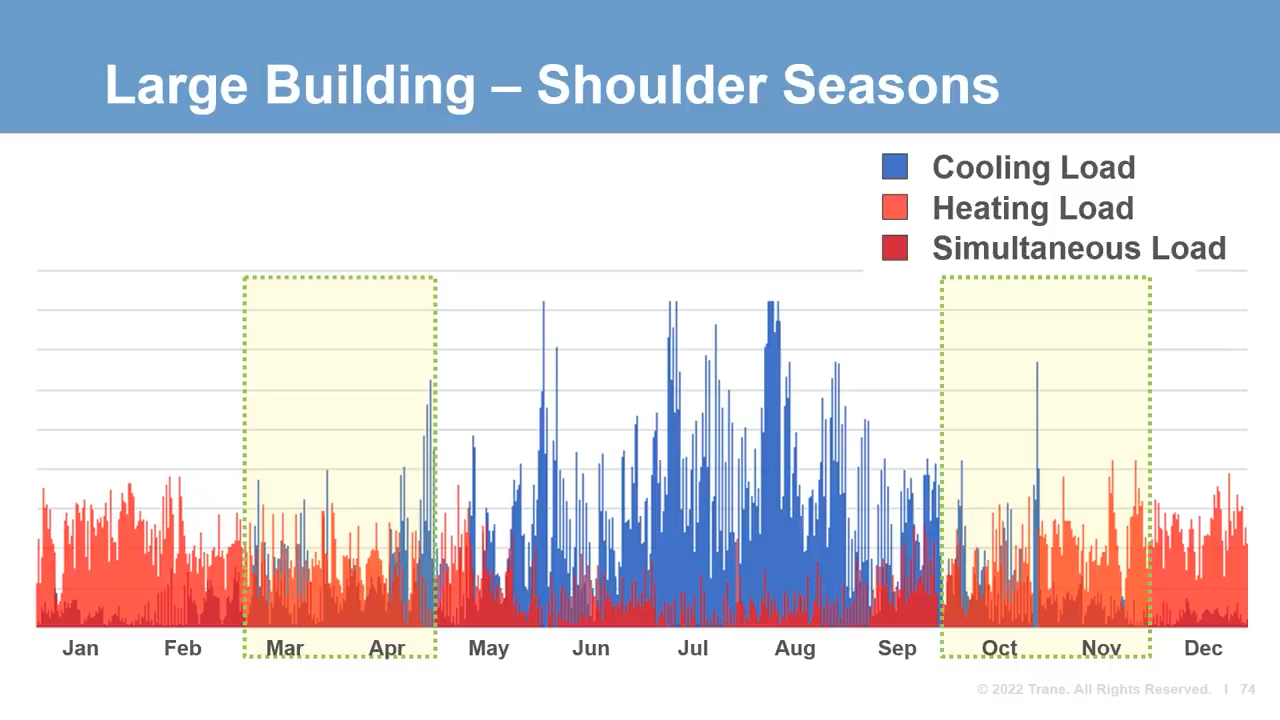 Large Building – Shoulder Seasons
Cooling Load
Heating Load
Simultaneous Load
Jan Feb Mar Apr May Jun Jul Aug Sep Oct Nov Dec
© 2022 Trane. All Rights Reserved. I 74